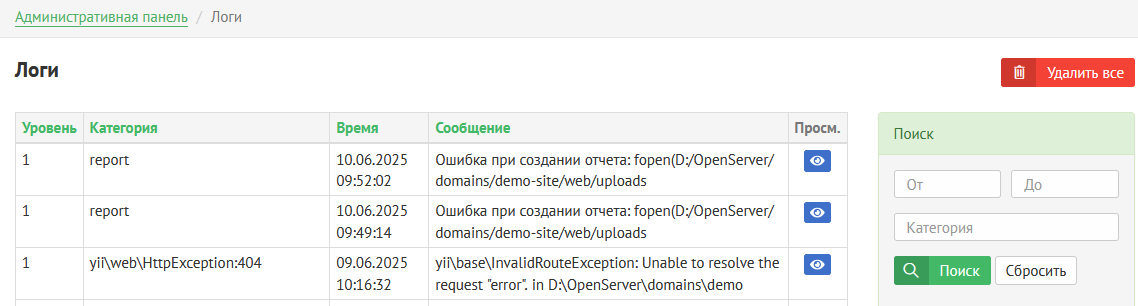 Административная панель / Логи
Логи
Удалить все
Уровень Категория Время Сообщение Просм.
1 report 10.06.2025 Ошибка при создании отчета: fopen(D:/OpenServer/
09:52:02 domains/demo-site/web/uploads
1 report 10.06.2025 Ошибка при создании отчета: fopen(D:/OpenServer/
09:49:14 domains/demo-site/web/uploads
1 yii\web\HttpException:404 09.06.2025 yii\base\InvalidRouteException: Unable to resolve the
10:16:32 request "error". in D:\OpenServer\domains\demo
Поиск
От До
Категория
Поиск Сбросить